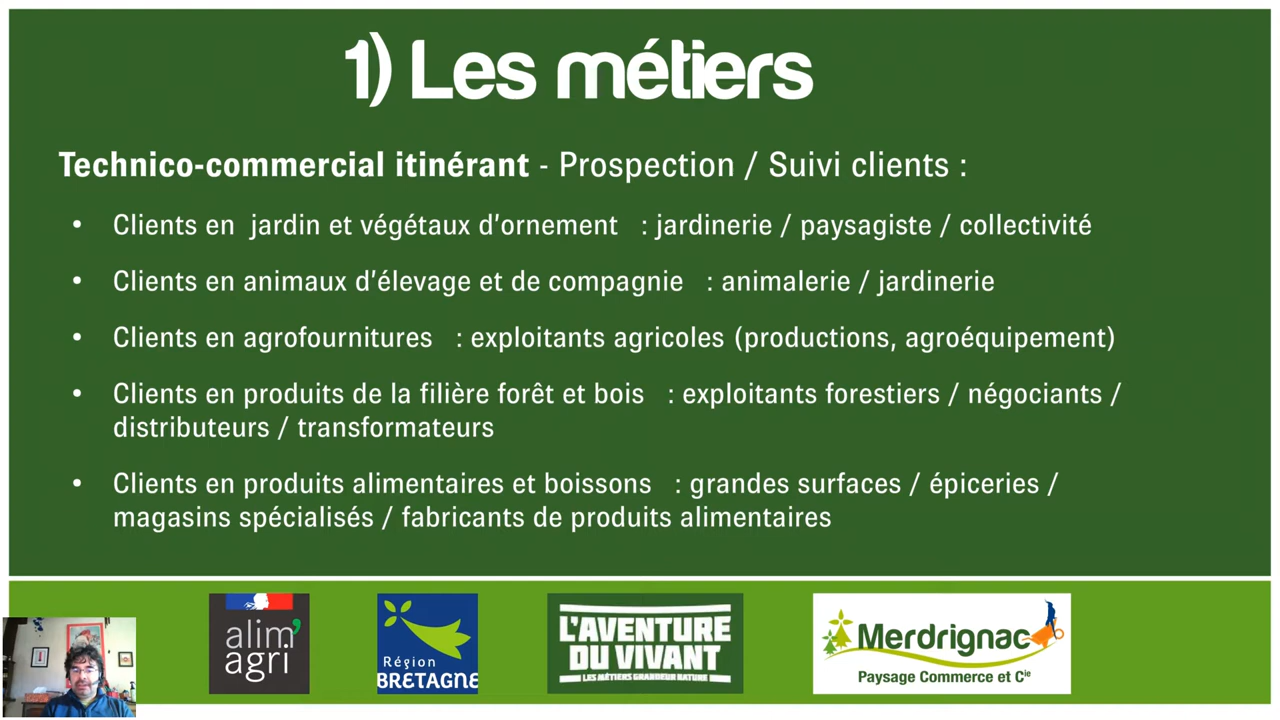 1) Les métiers
Technico-commercial itinérant - Prospection / Suivi clients :
• Clients en jardin et végétaux d’ornement : jardinerie / paysagiste / collectivité
• Clients en animaux d’élevage et de compagnie : animalerie / jardinerie
• Clients en agrofournitures : exploitants agricoles (productions, agroéquipement)
• Clients en produits de la filière forêt et bois : exploitants forestiers / négociants /
distributeurs / transformateurs
• Clients en produits alimentaires et boissons : grandes surfaces / épiceries /
magasins spécialisés / fabricants de produits alimentaires
alim’
agri
Région
BRETAGNE
L’AVENTURE
DU VIVANT
LES MÉTIERS GRANDEUR NATURE
Merdrignac
Paysage Commerce et Cie